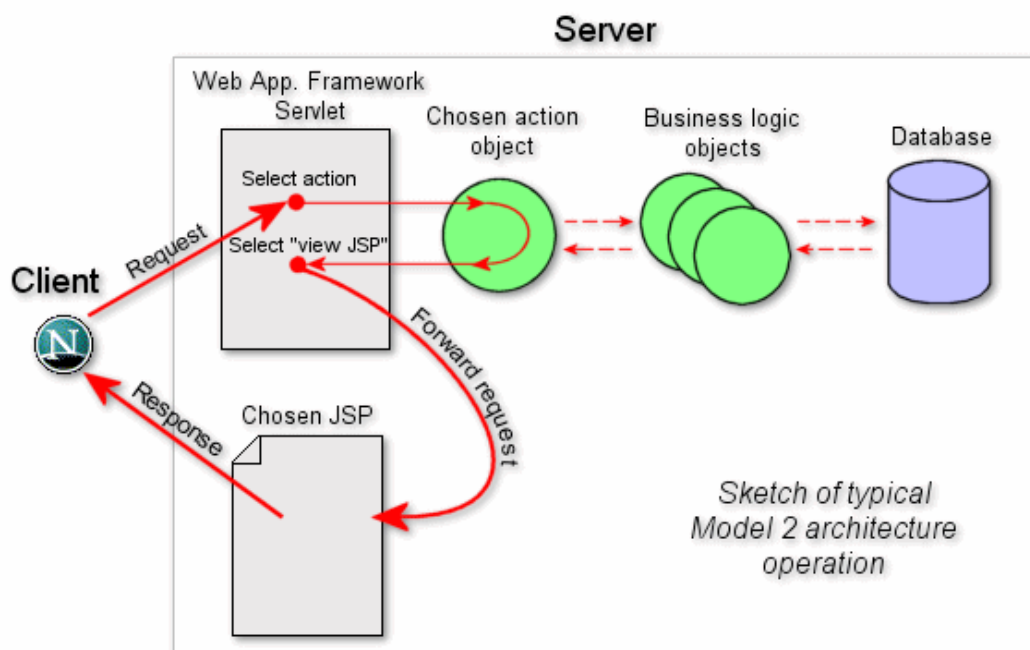 Server
Web App. Framework
Servlet
Chosen action
object
Business logic
objects
Database
Select action
Select "view JSP"
Request
Client
N
Forward request
Response
Chosen JSP
Sketch of typical
Model 2 architecture
operation